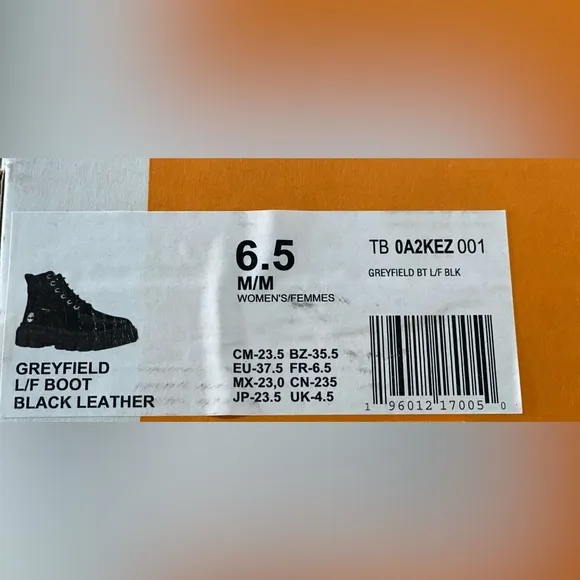 GREYFIELD
L/F BOOT
BLACK LEATHER
6.5
M/M
WOMEN'S/FEMMES
CM-23.5 BZ-35.5
EU-37.5 FR-6.5
MX-23,0 CN-235
JP-23.5 UK-4.5
TB 0A2KEZ 001
GREYFIELD BT L/F BLK
1 96012 17005 0